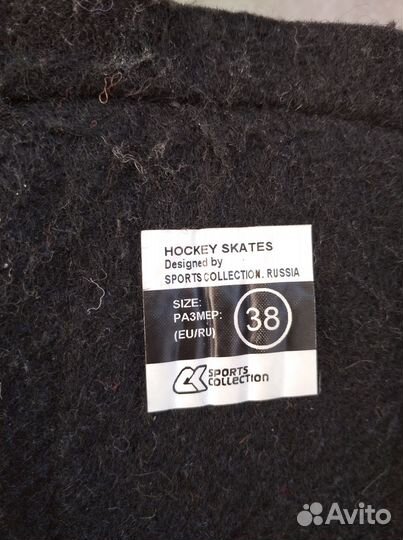 HOCKEY SKATES
Designed by
SPORTS COLLECTION. RUSSIA
SIZE:
РАЗМЕР:
(EU/RU)
38
SPORTS
COLLECTION
Avito